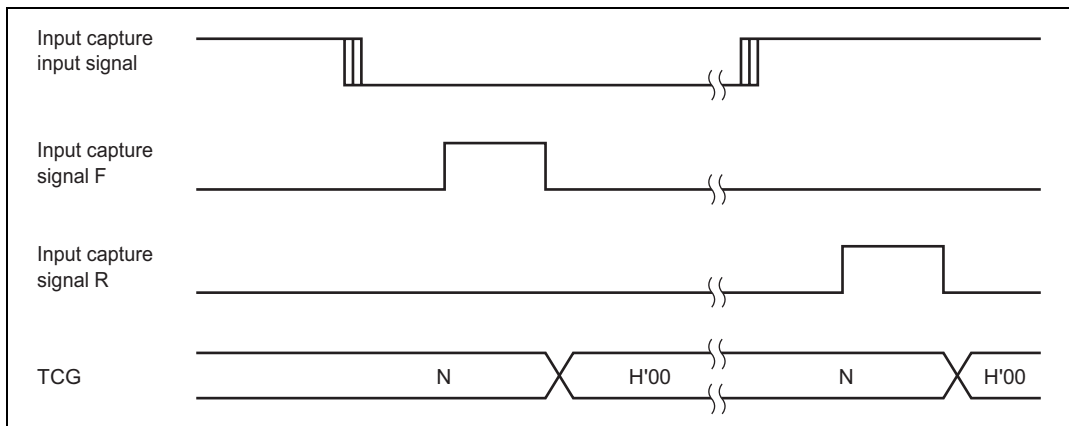 Input capture
input signal
Input capture
signal F
Input capture
signal R
TCG N H'00 N H'00